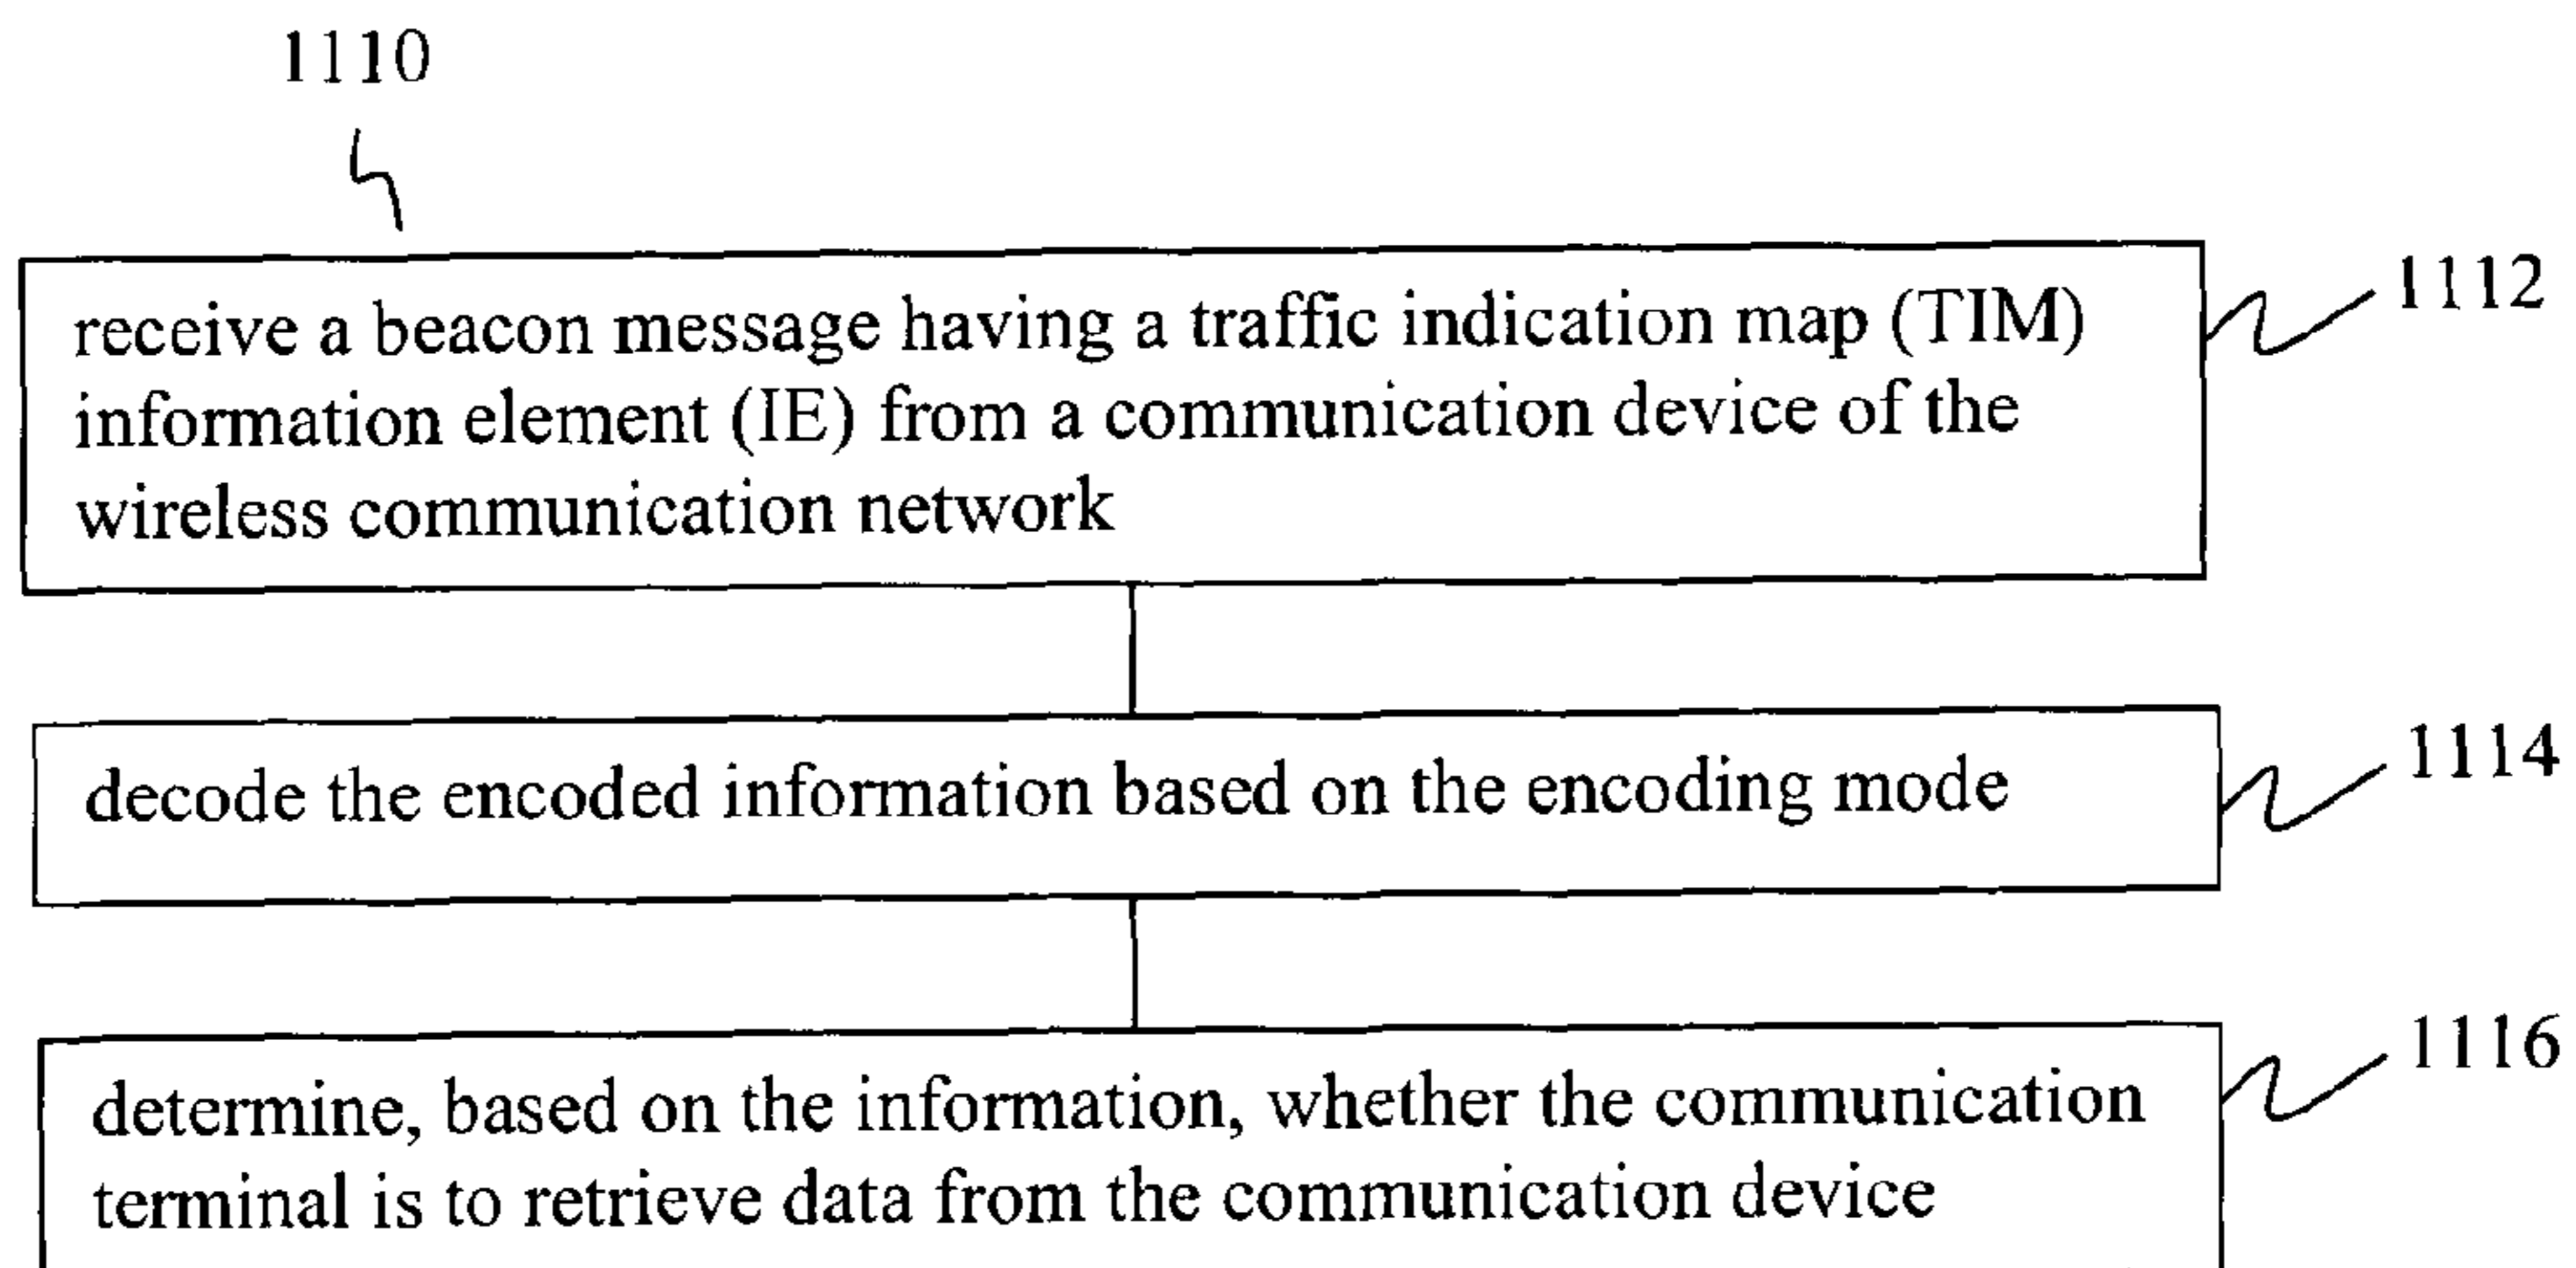 1110
receive a beacon message having a traffic indication map (TIM)
information element (IE) from a communication device of the
wireless communication network
1112
decode the encoded information based on the encoding mode
1114
determine, based on the information, whether the communication
terminal is to retrieve data from the communication device
1116